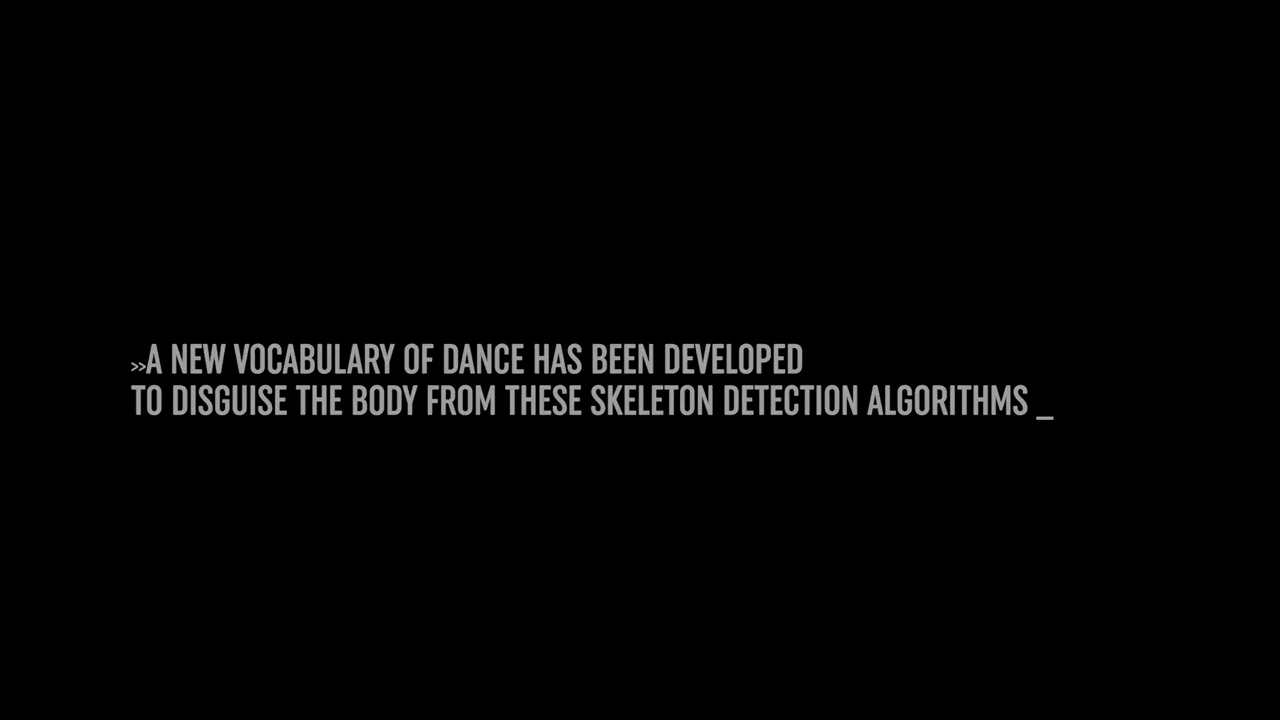 >>A NEW VOCABULARY OF DANCE HAS BEEN DEVELOPED
TO DISGUISE THE BODY FROM THESE SKELETON DETECTION ALGORITHMS _